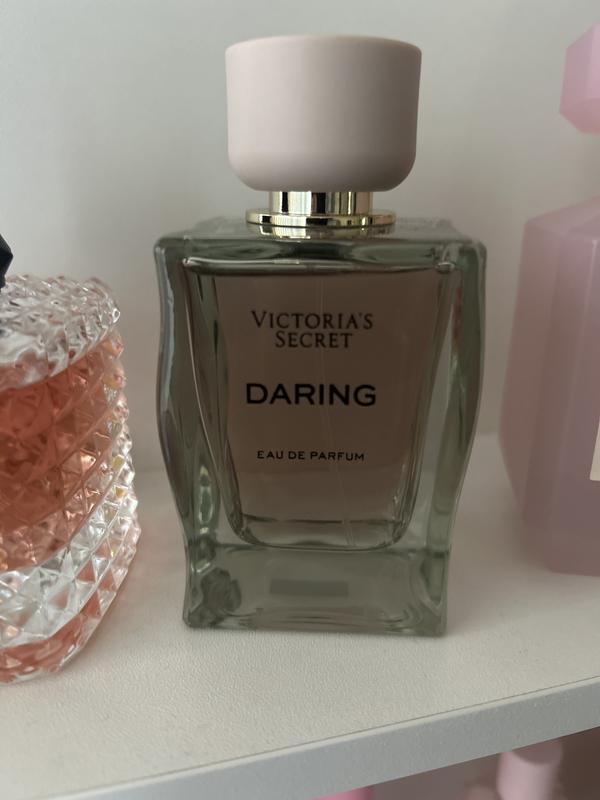 VICTORIA'S
SECRET
DARING
EAU DE PARFUM